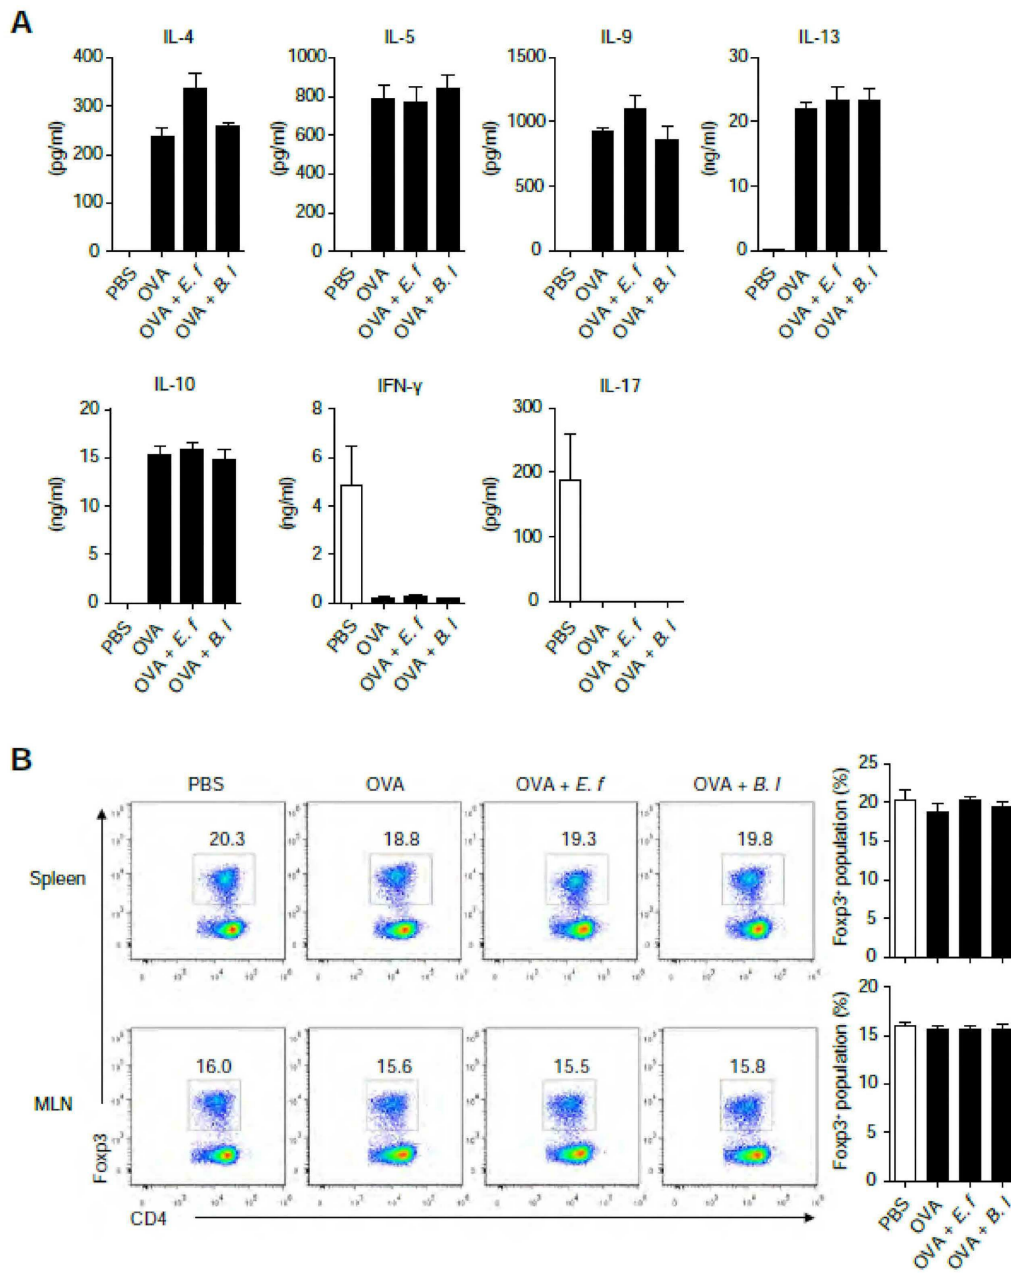 A
IL-4
IL-5
IL-9
IL-13
400
300
200
100
0
(pg/ml)
1000
800
600
400
200
0
(pg/ml)
1500
1000
500
0
(pg/ml)
30
20
10
0
(ng/ml)
PBS
OVA
OVA + E. f
OVA + B. l
PBS
OVA
OVA + E. f
OVA + B. l
PBS
OVA
OVA + E. f
OVA + B. l
PBS
OVA
OVA + E. f
OVA + B. l
IL-10
IFN-γ
IL-17
20
15
10
5
0
(ng/ml)
8
6
4
2
0
(ng/ml)
300
200
100
0
(pg/ml)
PBS
OVA
OVA + E. f
OVA + B. l
PBS
OVA
OVA + E. f
OVA + B. l
PBS
OVA
OVA + E. f
OVA + B. l
B
PBS
OVA
OVA + E. f
OVA + B. l
Spleen
20.3
18.8
19.3
19.8
MLN
16.0
15.6
15.5
15.8
Foxp3
CD4
25
20
15
10
5
0
Foxp3⁺ population (%)
20
15
10
5
0
Foxp3⁺ population (%)
PBS
OVA
OVA + E. f
OVA + B. l